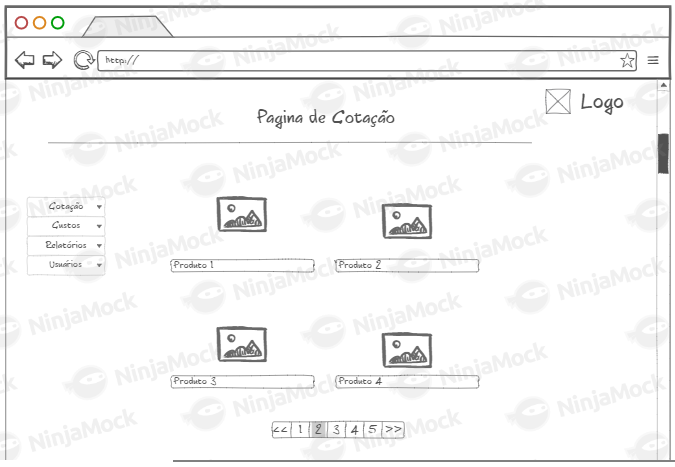 http://
Logo
Pagina de Cotação
Cotação
Custos
Relatórios
Usuários
Produto 1
Produto 2
Produto 3
Produto 4
<< 1 2 3 4 5 >>
NinjaMock